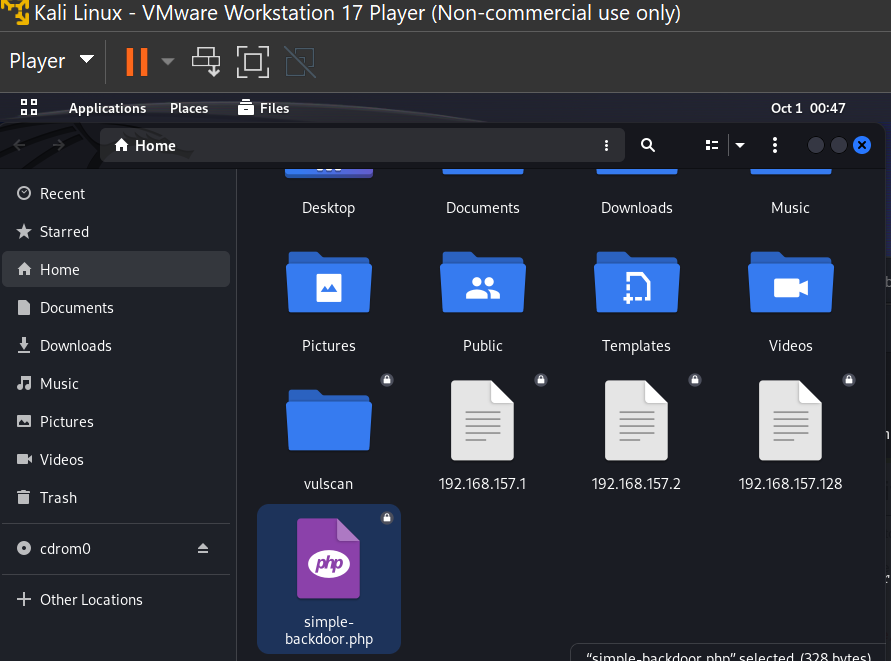 Kali Linux - VMware Workstation 17 Player (Non-commercial use only)
Player
Applications Places Files Oct 1 00:47
Home
Recent
Starred
Home
Documents
Downloads
Music
Pictures
Videos
Trash
cdrom0
Other Locations
Desktop Documents Downloads Music
Pictures Public Templates Videos
vulscan 192.168.157.1 192.168.157.2 192.168.157.128
php
simple-
backdoor.php
"simple-backdoor.php" selected (328 bytes)